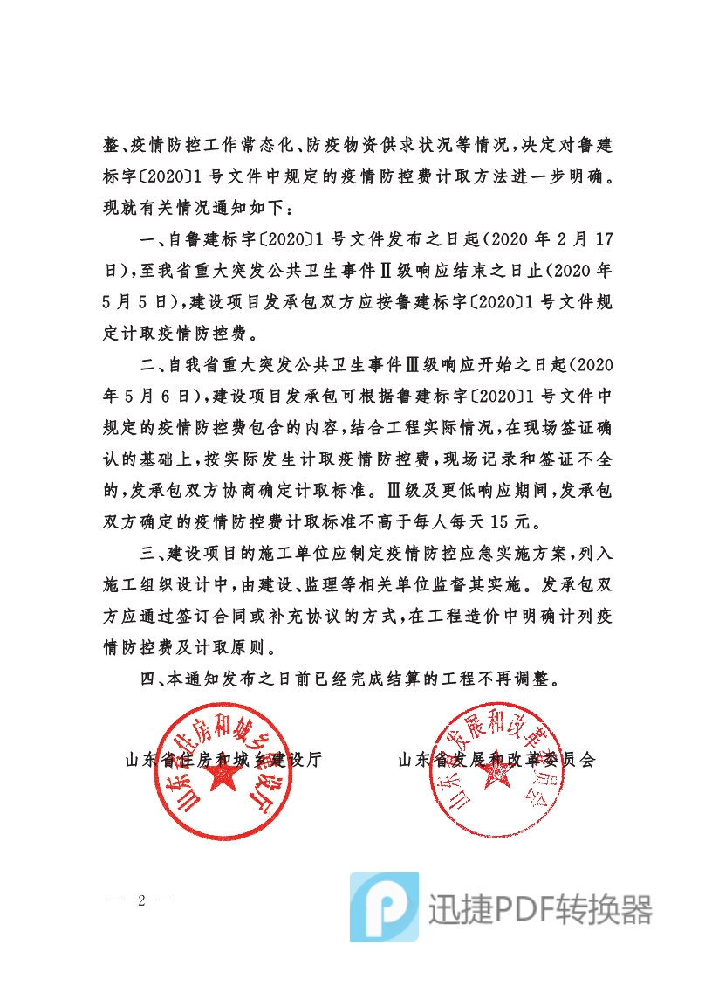 整、疫情防控工作常态化、防疫物资供求状况等情况,决定对鲁建
标字〔2020〕1 号文件中规定的疫情防控费计取方法进一步明确。
现就有关情况通知如下:
一、自鲁建标字〔2020〕1 号文件发布之日起(2020 年 2 月 17
日),至我省重大突发公共卫生事件Ⅱ级响应结束之日止(2020 年
5 月 5 日),建设项目发承包双方应按鲁建标字〔2020〕1 号文件规
定计取疫情防控费。
二、自我省重大突发公共卫生事件Ⅲ级响应开始之日起(2020
年 5 月 6 日),建设项目发承包可根据鲁建标字〔2020〕1 号文件中
规定的疫情防控费包含的内容,结合工程实际情况,在现场签证确
认的基础上,按实际发生计取疫情防控费,现场记录和签证不全
的,发承包双方协商确定计取标准。Ⅲ级及更低响应期间,发承包
双方确定的疫情防控费计取标准不高于每人每天 15 元。
三、建设项目的施工单位应制定疫情防控应急实施方案,列入
施工组织设计中,由建设、监理等相关单位监督其实施。发承包双
方应通过签订合同或补充协议的方式,在工程造价中明确计列疫
情防控费及计取原则。
四、本通知发布之日前已经完成结算的工程不再调整。
山东省住房和城乡建设厅
山东省发展和改革委员会
山东省住房和城乡建设厅
山东省发展和改革委员会
— 2 —
迅捷PDF转换器